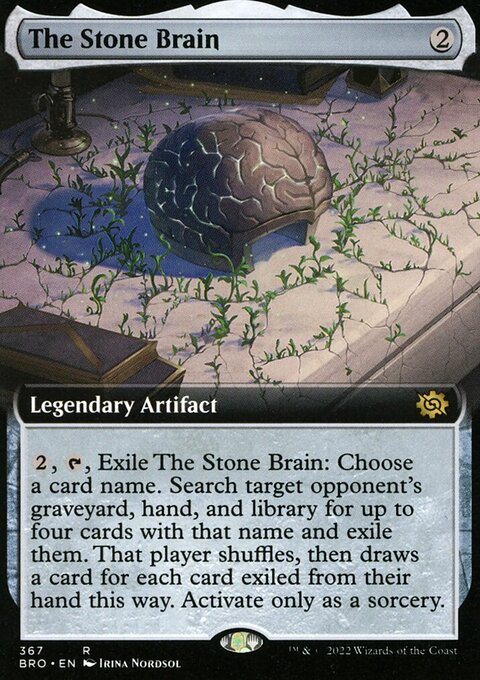 The Stone Brain 2
Legendary Artifact
2, T, Exile The Stone Brain: Choose
a card name. Search target opponent's
graveyard, hand, and library for up to
four cards with that name and exile
them. That player shuffles, then draws
a card for each card exiled from their
hand this way. Activate only as a sorcery.
367 R
BRO • EN Irina Nordsol
™ & © 2022 Wizards of the Coast